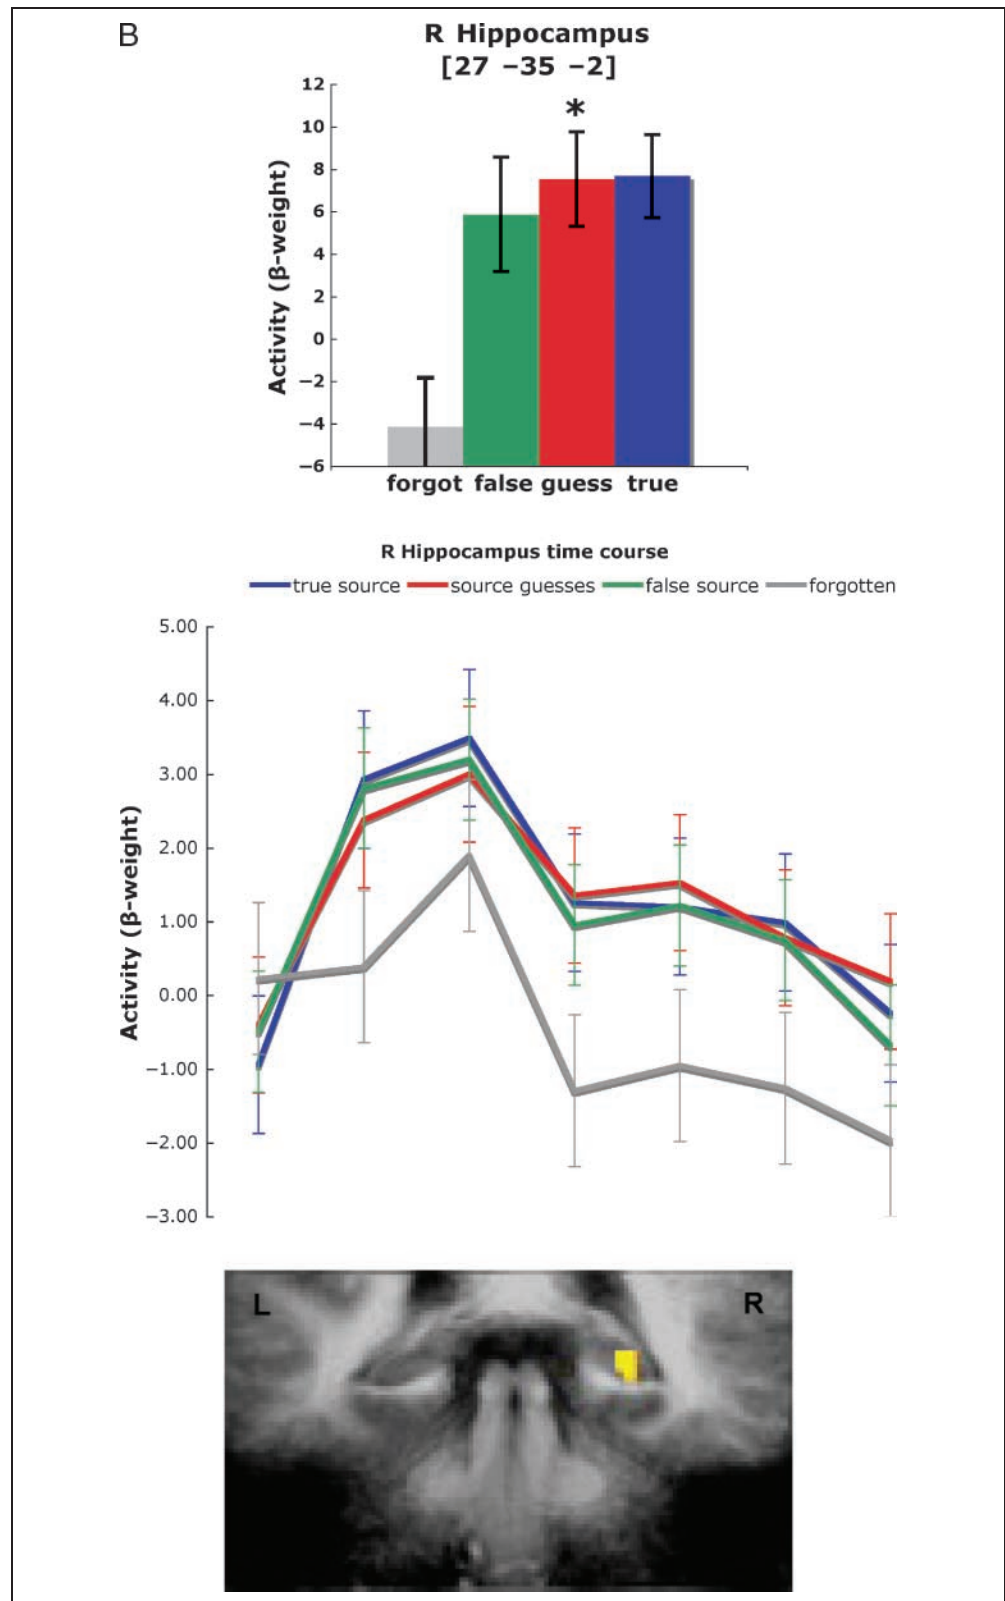 B
R Hippocampus
[27 −35 −2]
*
12
10
8
6
4
2
0
−2
−4
−6
Activity (β-weight)
forgot false guess true
R Hippocampus time course
true source source guesses false source forgotten
5.00
4.00
3.00
2.00
1.00
0.00
−1.00
−2.00
−3.00
Activity (β-weight)
L R